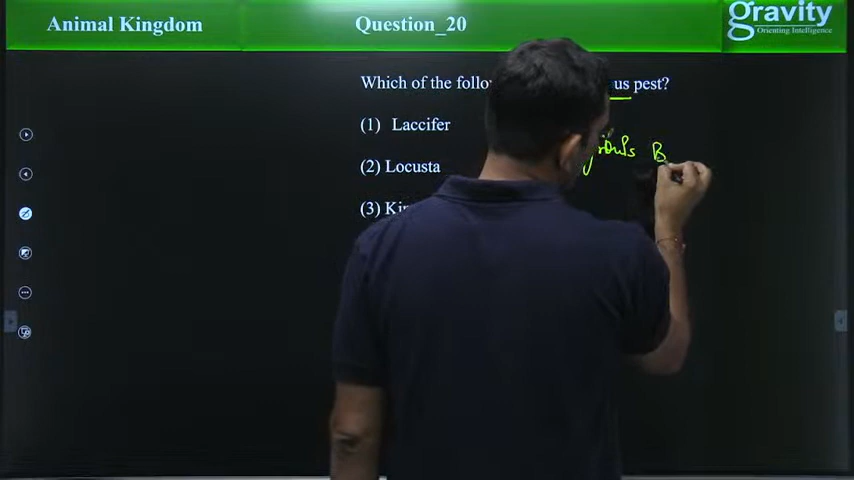 Animal Kingdom
Question_20
gravity
Orienting Intelligence
Which of the follo us pest?
(1) Laccifer
(2) Locusta
(3) Ki
B